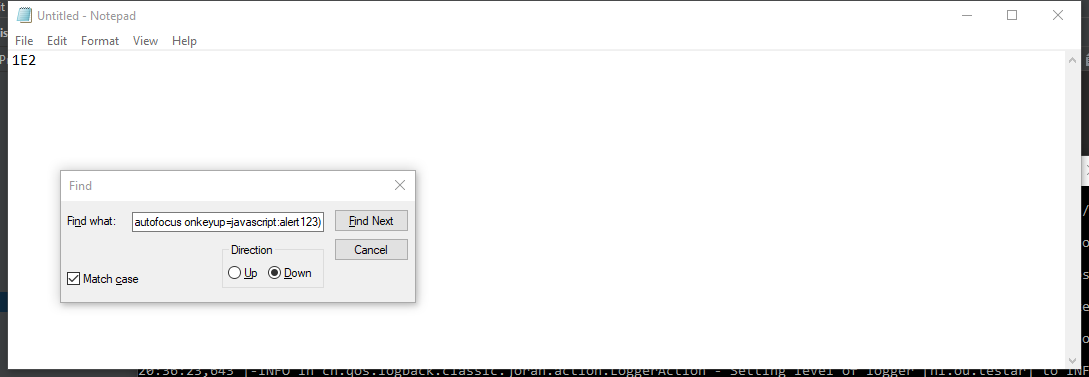 Untitled - Notepad
File Edit Format View Help
1E2
Find
Find what: autofocus onkeyup=javascript:alert123) Find Next
Direction Cancel
Up Down
Match case
20:36:23,643 |-INFO in ch.qos.logback.classic.joran.action.LoggerAction - Setting level of logger [nl.ou.testar] to INF